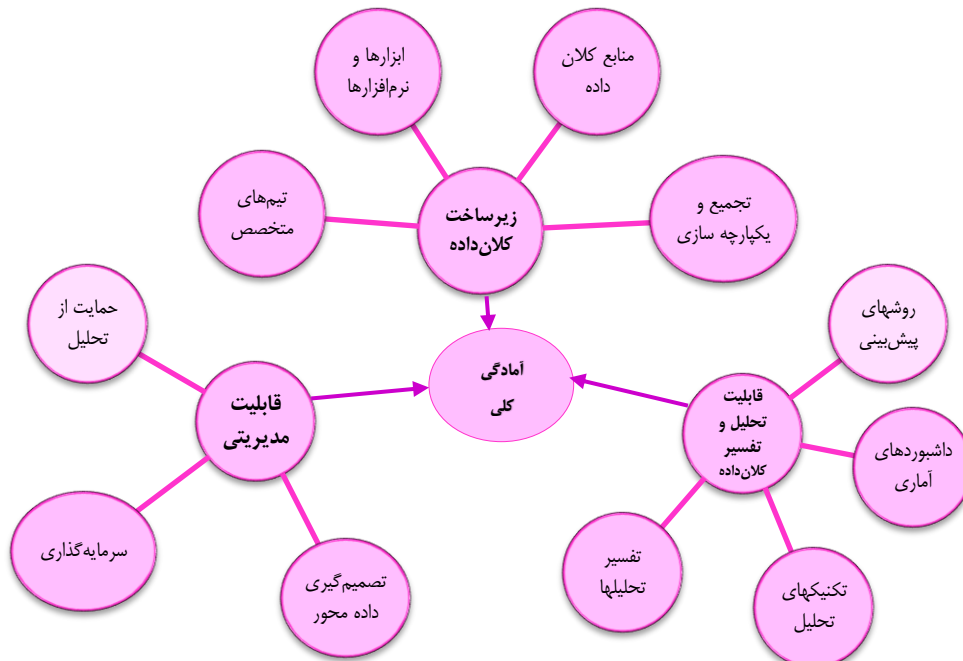 ابزارها و
نرم‌افزارها
منابع کلان
داده
تیم‌های
متخصص
زیرساخت
کلان‌داده
تجمیع و
یکپارچه سازی
حمایت از
تحلیل
قابلیت
مدیریتی
سرمایه‌گذاری
تصمیم‌گیری
داده محور
آمادگی
کلی
روشهای
پیش‌بینی
قابلیت
تحلیل و
تفسیر
کلان‌داده
داشبوردهای
آماری
تفسیر
تحلیلها
تکنیکهای
تحلیل